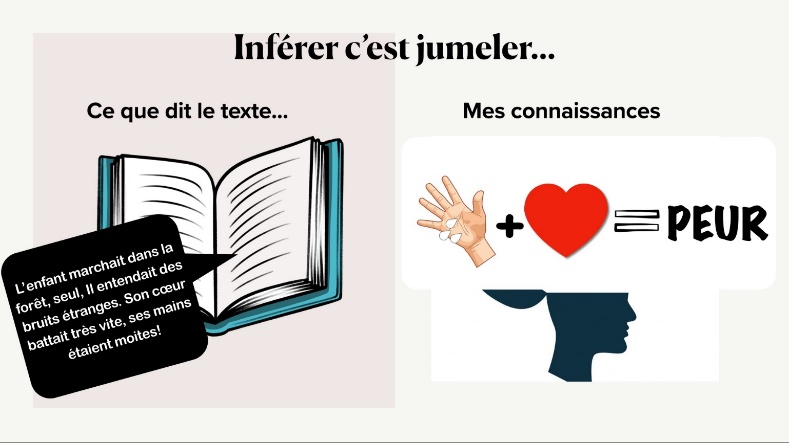 Inférer c'est jumeler...
Ce que dit le texte...
L'enfant marchait dans la
forêt, seul, Il entendait des
bruits étranges. Son cœur
battait très vite, ses mains
étaient moites!
Mes connaissances
+ = PEUR